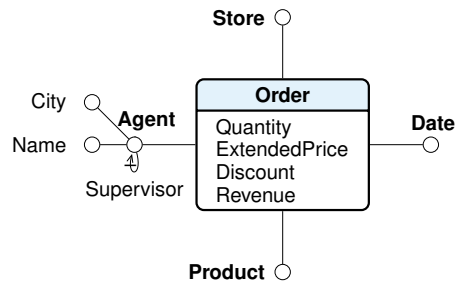 Store
City
Agent
Name
Supervisor
Order
Quantity
ExtendedPrice
Discount
Revenue
Date
Product